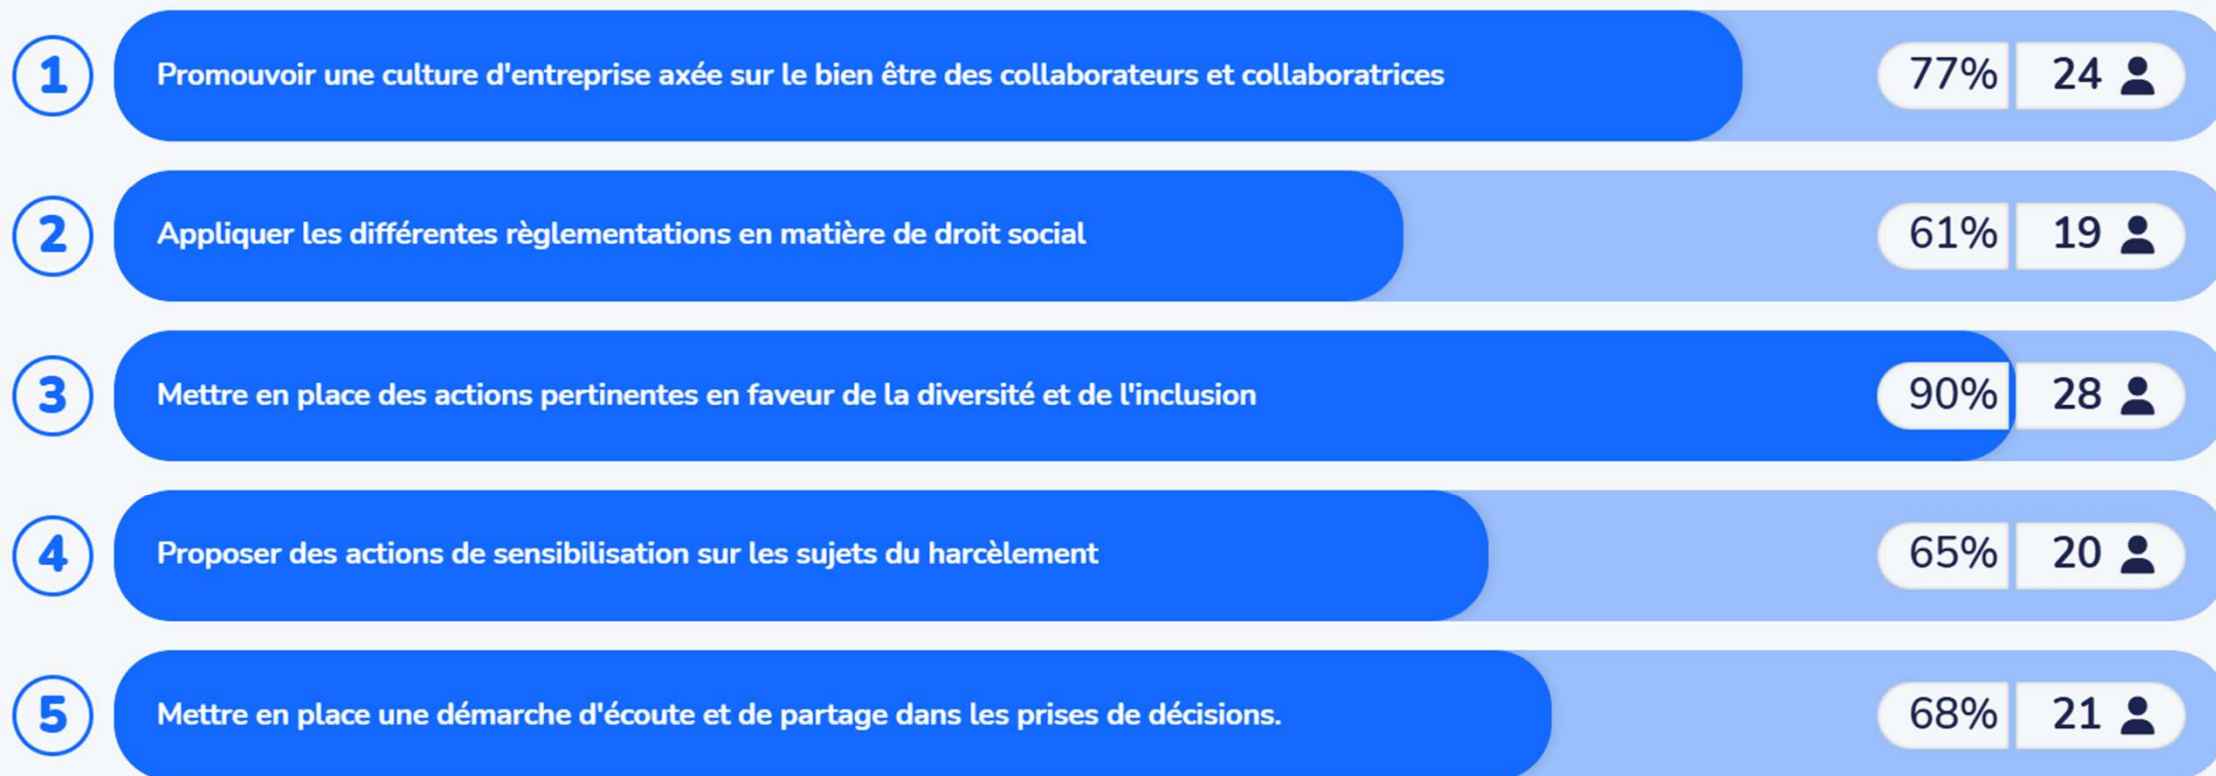 1 Promouvoir une culture d'entreprise axée sur le bien être des collaborateurs et collaboratrices 77% 24
2 Appliquer les différentes règlementations en matière de droit social 61% 19
3 Mettre en place des actions pertinentes en faveur de la diversité et de l'inclusion 90% 28
4 Proposer des actions de sensibilisation sur les sujets du harcèlement 65% 20
5 Mettre en place une démarche d'écoute et de partage dans les prises de décisions. 68% 21